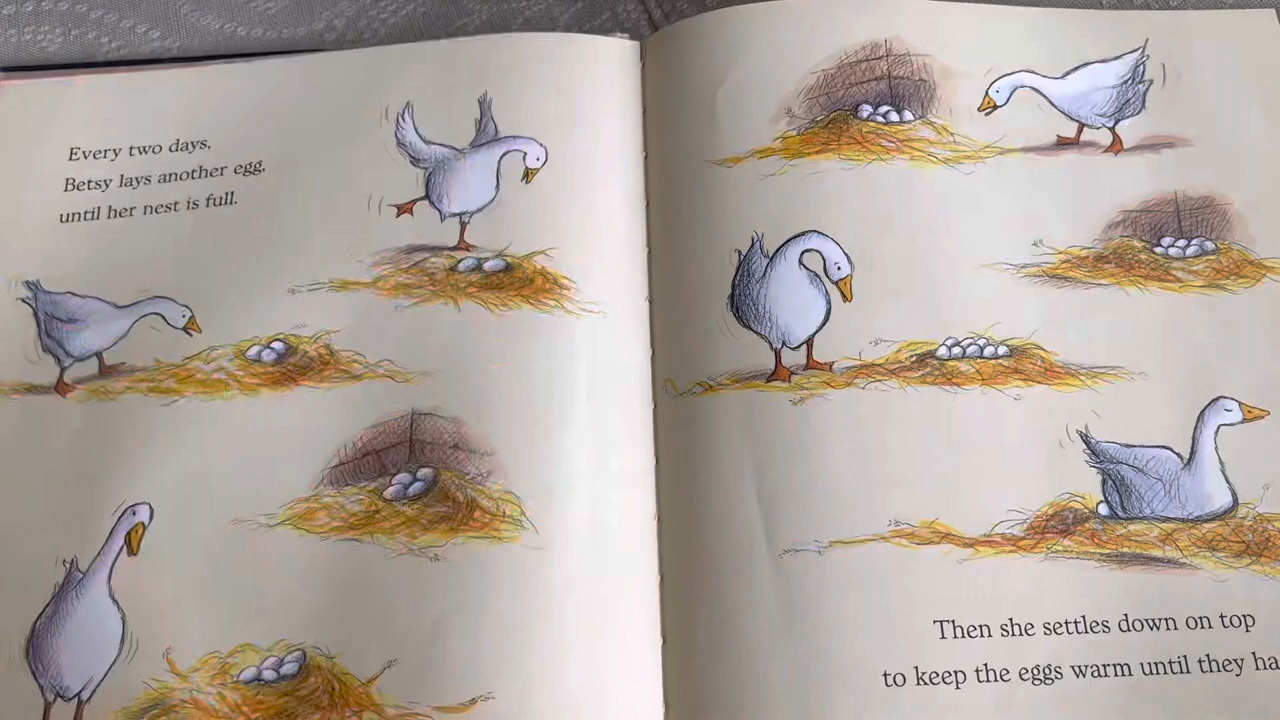 Every two days,
Betsy lays another egg,
until her nest is full.
Then she settles down on top
to keep the eggs warm until they